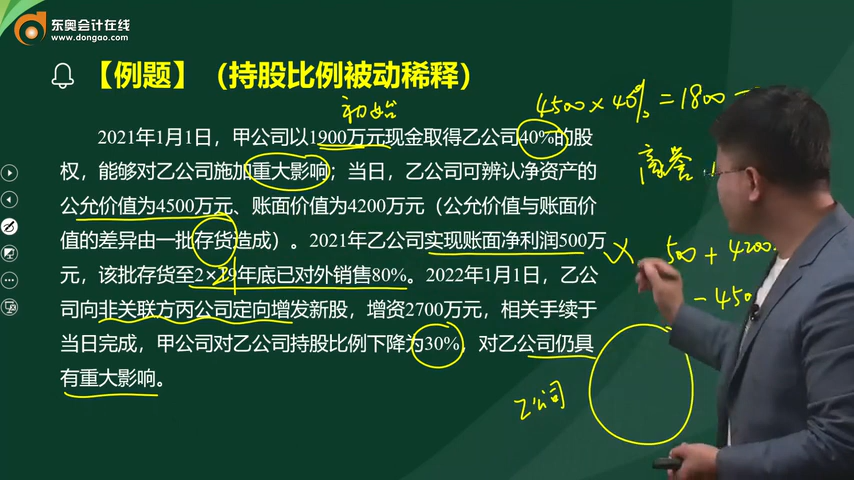 东奥会计在线
www.dongao.com
【例题】（持股比例被动稀释）
4500×40%=1800
初始
2021年1月1日，甲公司以1900万元现金取得乙公司40%的股
权，能够对乙公司施加重大影响；当日，乙公司可辨认净资产的
公允价值为4500万元、账面价值为4200万元（公允价值与账面价
值的差异由一批存货造成）。2021年乙公司实现账面净利润500万
元，该批存货至2×21年底已对外销售80%。2022年1月1日，乙公
司向非关联方丙公司定向增发新股，增资2700万元，相关手续于
当日完成，甲公司对乙公司持股比例下降为30%，对乙公司仍具
有重大影响。
商誉
500+4200
-450
乙公司